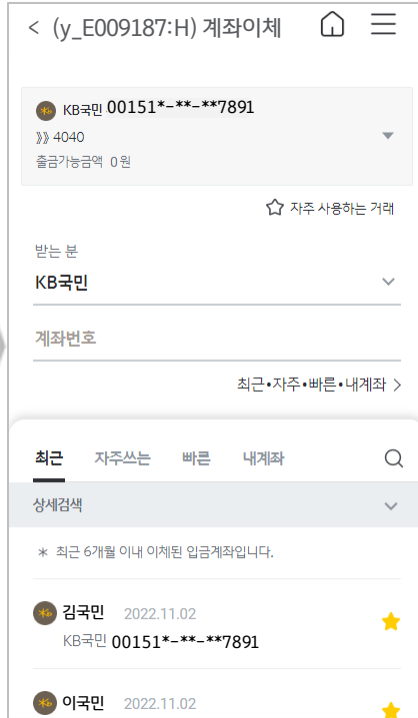 < (y_E009187:H) 계좌이체
KB국민 00151*-**-**7891
》》 4040
출금가능금액 0원
자주 사용하는 거래
받는 분
KB국민
계좌번호
최근•자주•빠른•내계좌 >
최근 자주쓰는 빠른 내계좌
상세검색
* 최근 6개월 이내 이체된 입금계좌입니다.
김국민 2022.11.02
KB국민 00151*-**-**7891
이국민 2022.11.02